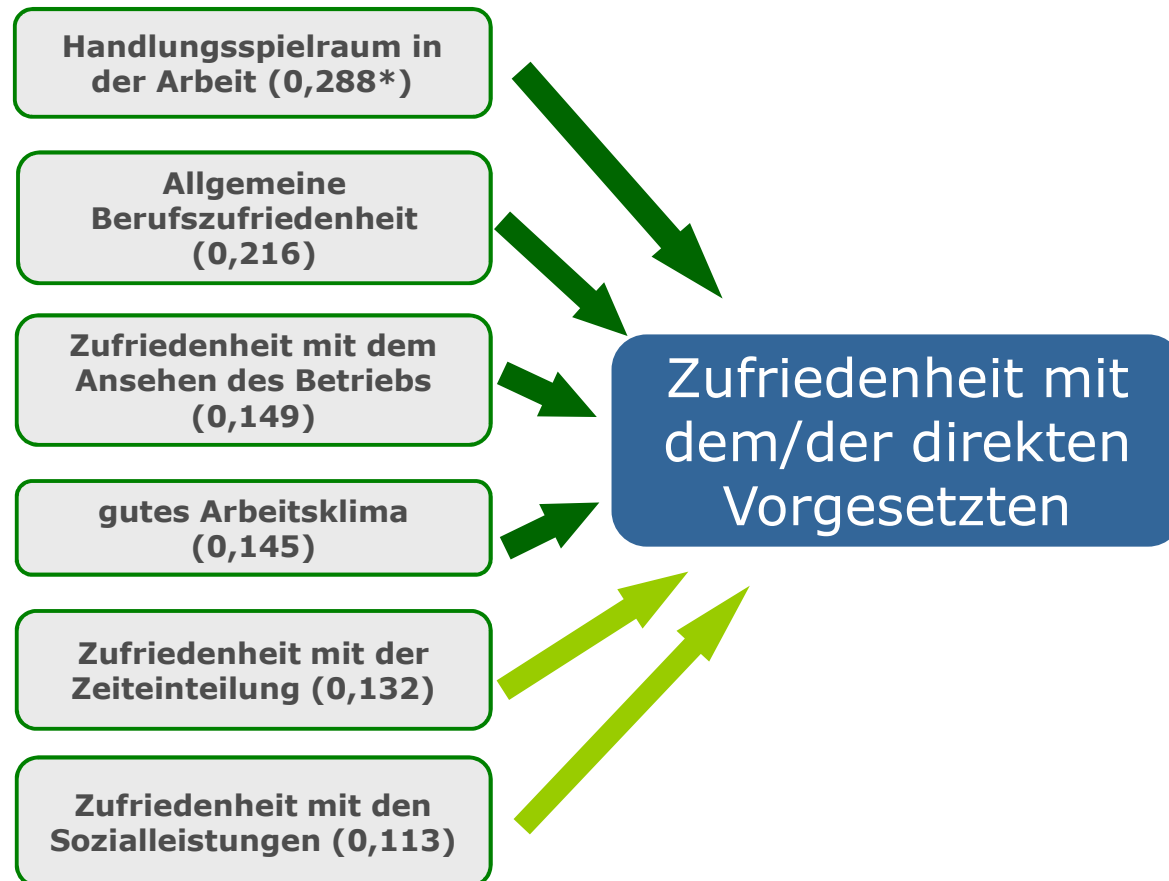 Handlungsspielraum in
der Arbeit (0,288*)
Allgemeine
Berufszufriedenheit
(0,216)
Zufriedenheit mit dem
Ansehen des Betriebs
(0,149)
gutes Arbeitsklima
(0,145)
Zufriedenheit mit der
Zeiteinteilung (0,132)
Zufriedenheit mit den
Sozialleistungen (0,113)
Zufriedenheit mit
dem/der direkten
Vorgesetzten